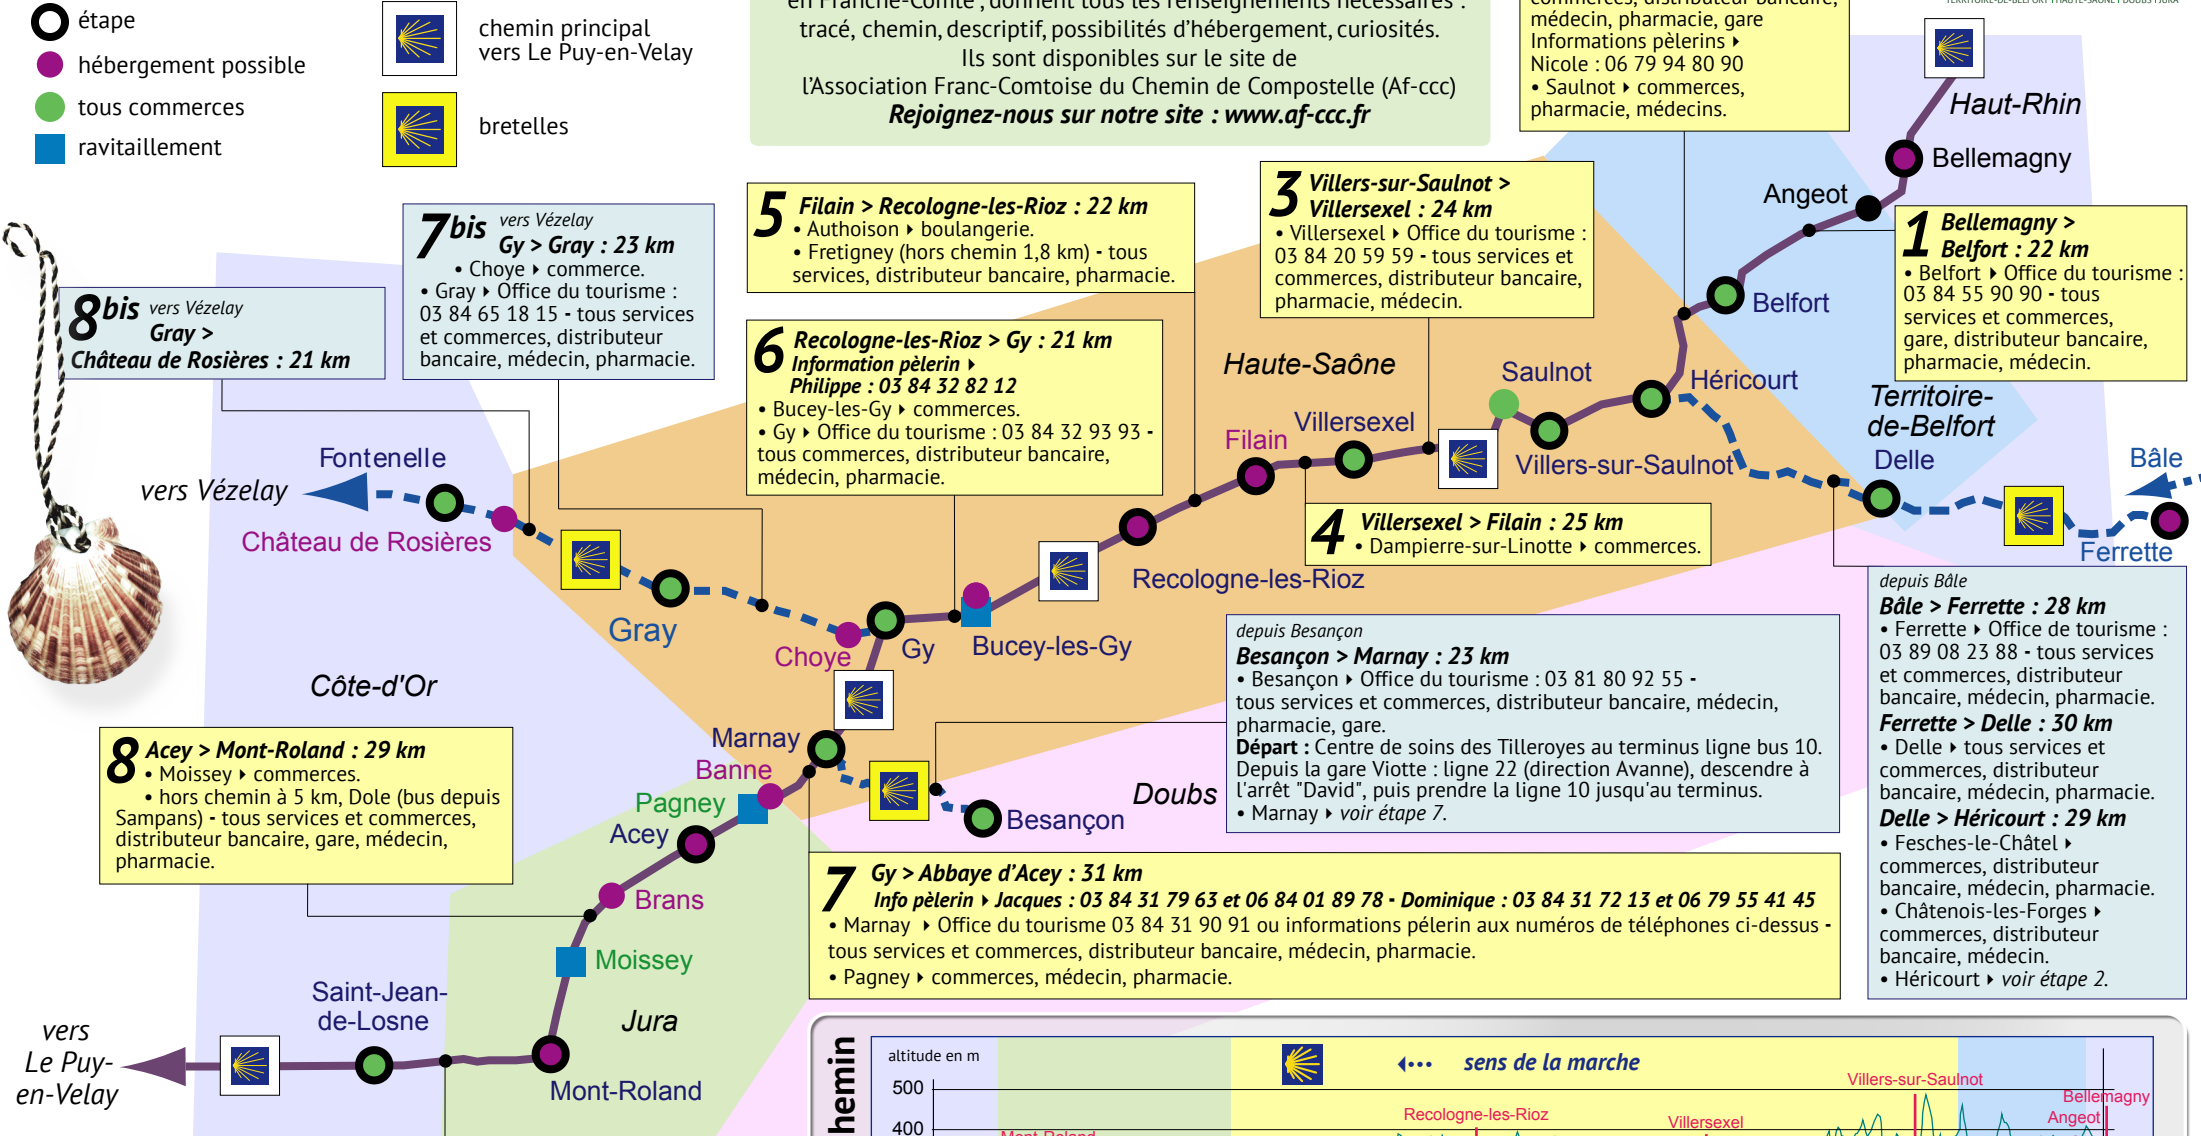 étape
hébergement possible
tous commerces
ravitaillement
chemin principal
vers Le Puy-en-Velay
bretelles
en Franche-Comté, donnent tous les renseignements nécessaires :
tracé, chemin, descriptif, possibilités d'hébergement, curiosités.
Ils sont disponibles sur le site de
l'Association Franc-Comtoise du Chemin de Compostelle (Af-ccc)
Rejoignez-nous sur notre site : www.af-ccc.fr
commerces, distributeur bancaire,
médecin, pharmacie, gare
Informations pèlerins ▸
Nicole : 06 79 94 80 90
• Saulnot ▸ commerces,
pharmacie, médecins.
TERRITOIRE-DE-BELFORT HAUTE-SAÔNE DOUBS JURA
Haut-Rhin
Bellemagny
Angeot
1 Bellemagny >
Belfort : 22 km
• Belfort ▸ Office du tourisme :
03 84 55 90 90 - tous
services et commerces,
gare, distributeur bancaire,
pharmacie, médecin.
3 Villers-sur-Saulnot >
Villersexel : 24 km
• Villersexel ▸ Office du tourisme :
03 84 20 59 59 - tous services et
commerces, distributeur bancaire,
pharmacie, médecin.
5 Filain > Recologne-les-Rioz : 22 km
• Authoison ▸ boulangerie.
• Fretigney (hors chemin 1,8 km) - tous
services, distributeur bancaire, pharmacie.
7bis vers Vézelay
Gy > Gray : 23 km
• Choye ▸ commerce.
• Gray ▸ Office du tourisme :
03 84 65 18 15 - tous services
et commerces, distributeur
bancaire, médecin, pharmacie.
8bis vers Vézelay
Gray >
Château de Rosières : 21 km
6 Recologne-les-Rioz > Gy : 21 km
Information pèlerin ▸
Philippe : 03 84 32 82 12
• Bucey-les-Gy ▸ commerces.
• Gy ▸ Office du tourisme : 03 84 32 93 93 -
tous commerces, distributeur bancaire,
médecin, pharmacie.
Belfort
Haute-Saône
Saulnot
Héricourt
Territoire-
de-Belfort
Villersexel
Filain
Villers-sur-Saulnot
Delle
Bâle
Fontenelle
vers Vézelay
Château de Rosières
4 Villersexel > Filain : 25 km
• Dampierre-sur-Linotte ▸ commerces.
Ferrette
Recologne-les-Rioz
Gray
Choye
Gy
Bucey-les-Gy
Côte-d'Or
depuis Besançon
Besançon > Marnay : 23 km
• Besançon ▸ Office du tourisme : 03 81 80 92 55 -
tous services et commerces, distributeur bancaire, médecin,
pharmacie, gare.
Départ : Centre de soins des Tilleroyes au terminus ligne bus 10.
Depuis la gare Viotte : ligne 22 (direction Avanne), descendre à
l'arrêt "David", puis prendre la ligne 10 jusqu'au terminus.
• Marnay ▸ voir étape 7.
depuis Bâle
Bâle > Ferrette : 28 km
• Ferrette ▸ Office de tourisme :
03 89 08 23 88 - tous services
et commerces, distributeur
bancaire, médecin, pharmacie.
Ferrette > Delle : 30 km
• Delle ▸ tous services et
commerces, distributeur
bancaire, médecin, pharmacie.
Delle > Héricourt : 29 km
• Fesches-le-Châtel ▸
commerces, distributeur
bancaire, médecin, pharmacie.
• Châtenois-les-Forges ▸
commerces, distributeur
bancaire, médecin.
• Héricourt ▸ voir étape 2.
8 Acey > Mont-Roland : 29 km
• Moissey ▸ commerces.
• hors chemin à 5 km, Dole (bus depuis
Sampans) - tous services et commerces,
distributeur bancaire, gare, médecin,
pharmacie.
Marnay
Banne
Pagney
Acey
Doubs
Besançon
Brans
Moissey
7 Gy > Abbaye d'Acey : 31 km
Info pèlerin ▸ Jacques : 03 84 31 79 63 et 06 84 01 89 78 - Dominique : 03 84 31 72 13 et 06 79 55 41 45
• Marnay ▸ Office du tourisme 03 84 31 90 91 ou informations pélerin aux numéros de téléphones ci-dessus -
tous services et commerces, distributeur bancaire, médecin, pharmacie.
• Pagney ▸ commerces, médecin, pharmacie.
Saint-Jean-
de-Losne
Jura
vers
Le Puy-
en-Velay
Mont-Roland
hemin
altitude en m
sens de la marche
500
400
Mont-Roland
Recologne-les-Rioz
Villersexel
Villers-sur-Saulnot
Bellemagny
Angeot